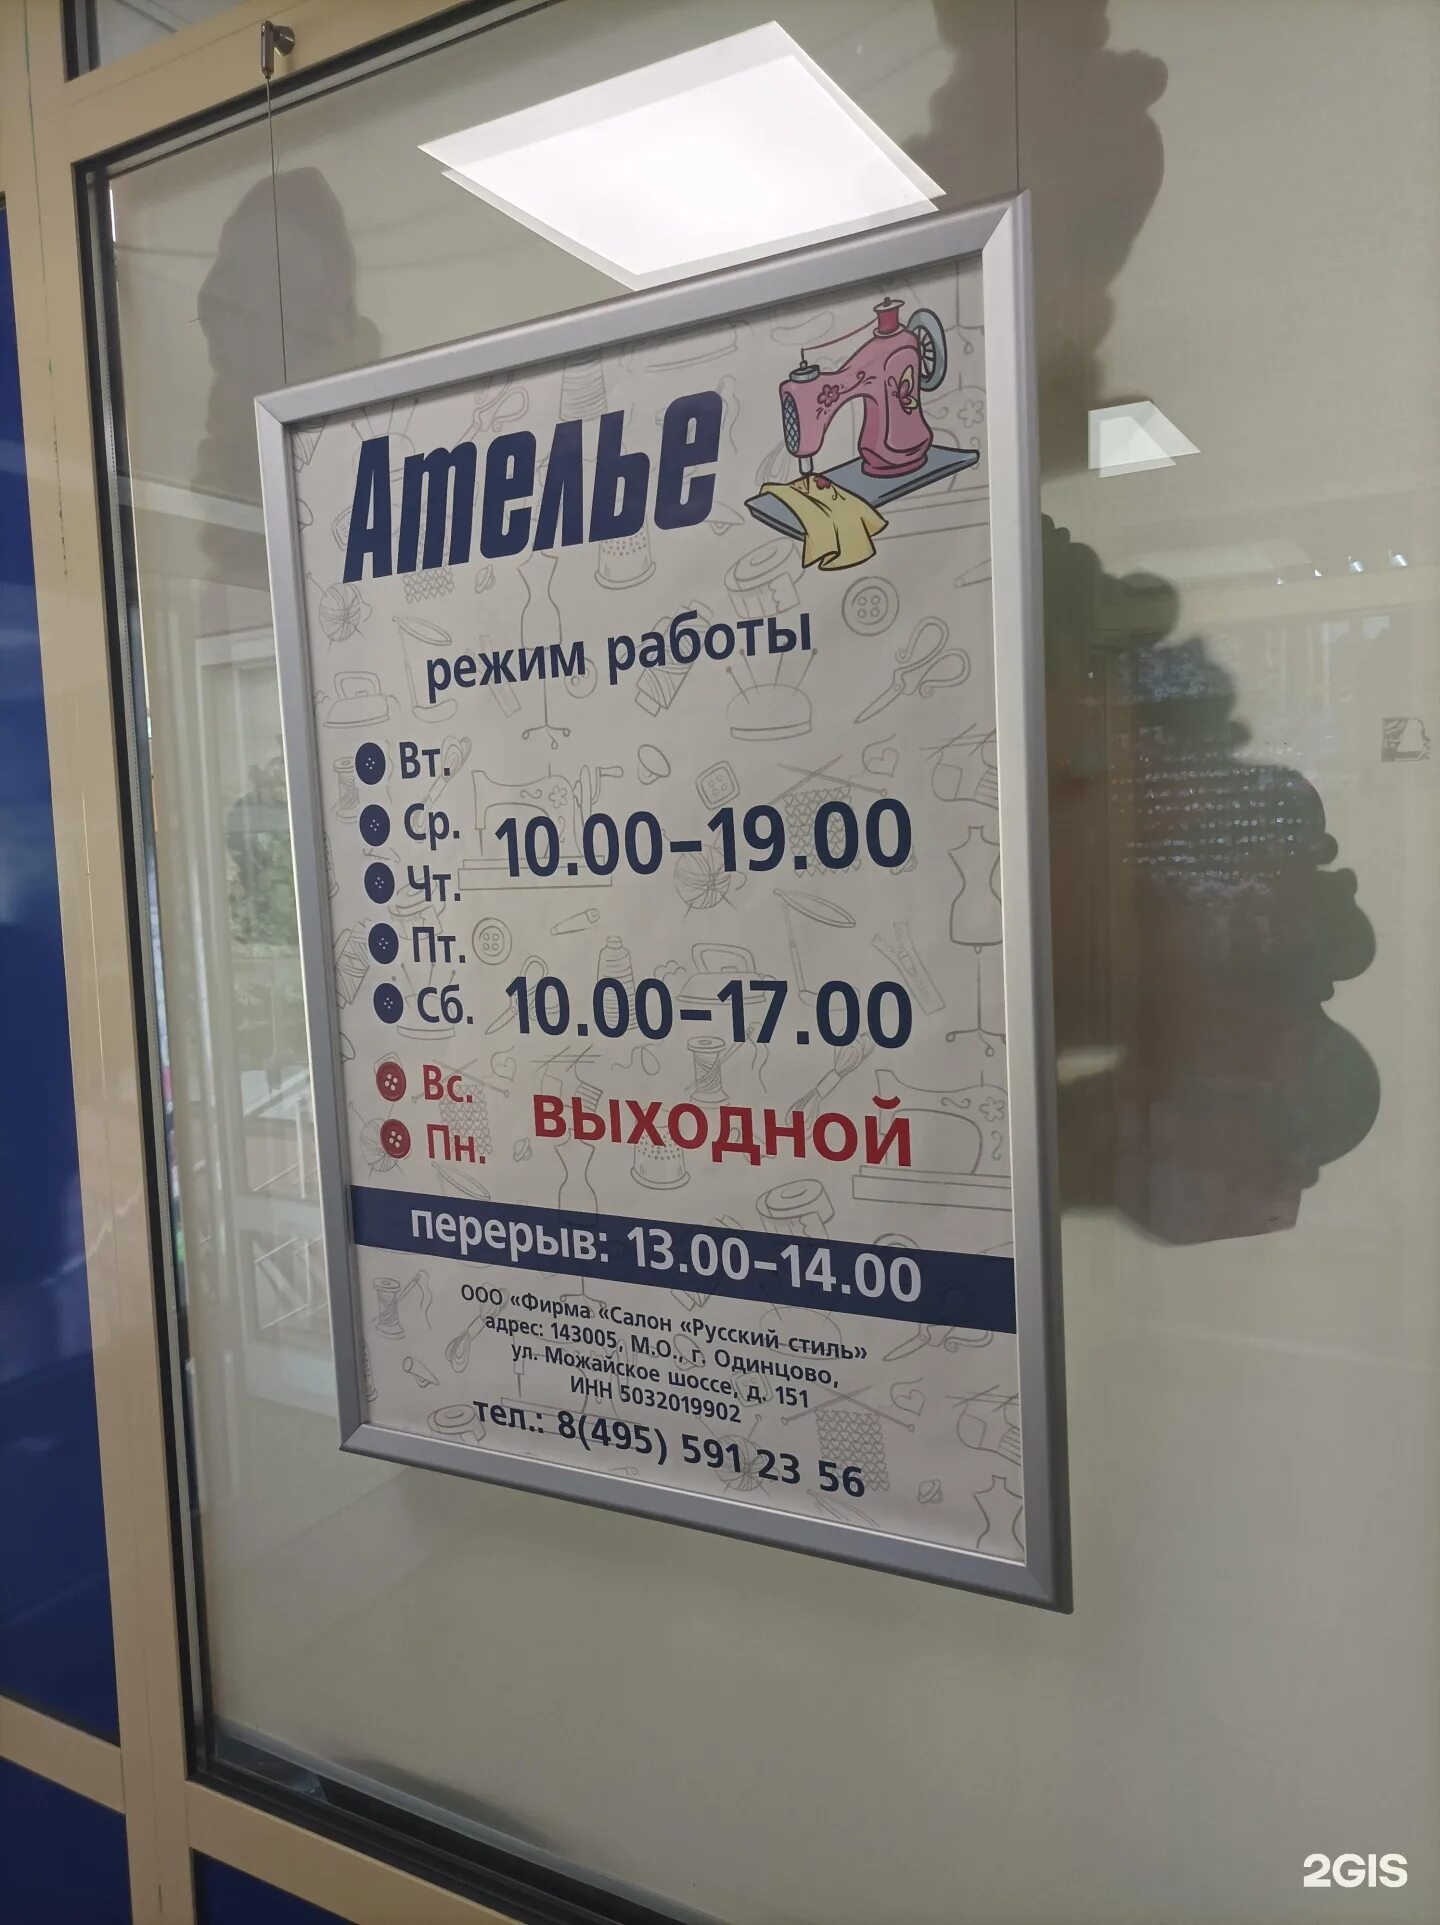 Ателье
режим работы
Вт.
Ср.
Чт.
10.00-19.00
Пт.
Сб.
10.00-17.00
Вс.
Пн.
ВЫХОДНОЙ
перерыв: 13.00-14.00
ООО «Фирма «Салон «Русский стиль»
адрес: 143005, М.О., г. Одинцово,
ул. Можайское шоссе, д. 151
ИНН 5032019902
тел.: 8(495) 591 23 56
2GIS